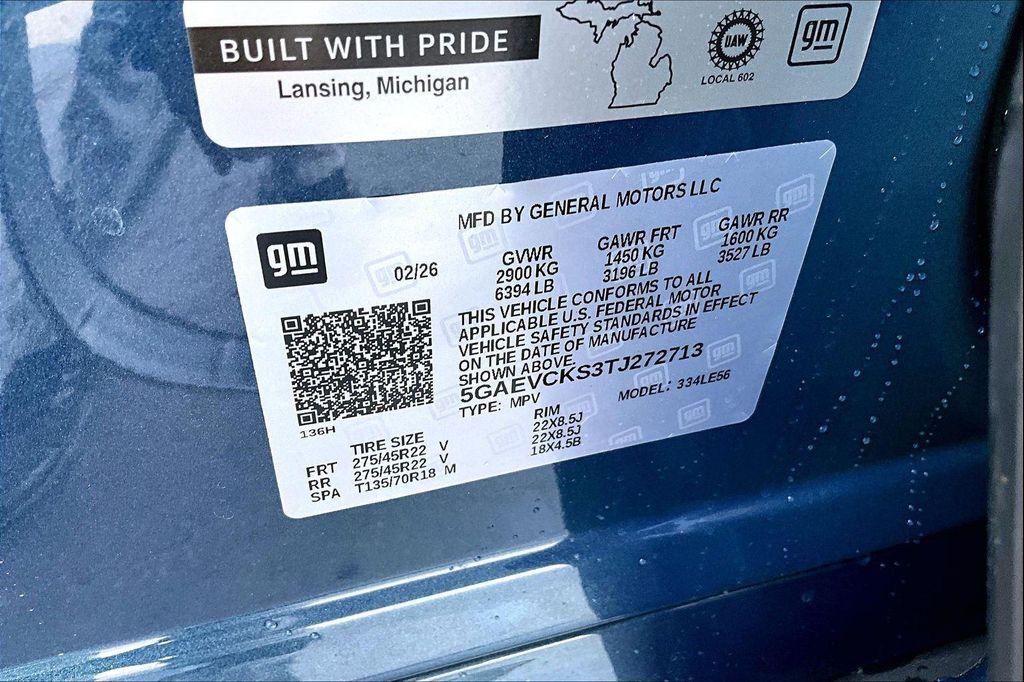 BUILT WITH PRIDE
Lansing, Michigan
UAW
LOCAL 602
gm
MFD BY GENERAL MOTORS LLC
gm
02/26
GVWR
2900 KG
6394 LB
GAWR FRT
1450 KG
3196 LB
GAWR RR
1600 KG
3527 LB
THIS VEHICLE CONFORMS TO ALL
APPLICABLE U.S. FEDERAL MOTOR
VEHICLE SAFETY STANDARDS IN EFFECT
ON THE DATE OF MANUFACTURE
SHOWN ABOVE.
5GAEVCKS3TJ272713
TYPE: MPV
MODEL: 334LE56
136H
TIRE SIZE
RIM
FRT 275/45R22 V 22X8.5J
RR 275/45R22 V 22X8.5J
SPA T135/70R18 M 18X4.5B